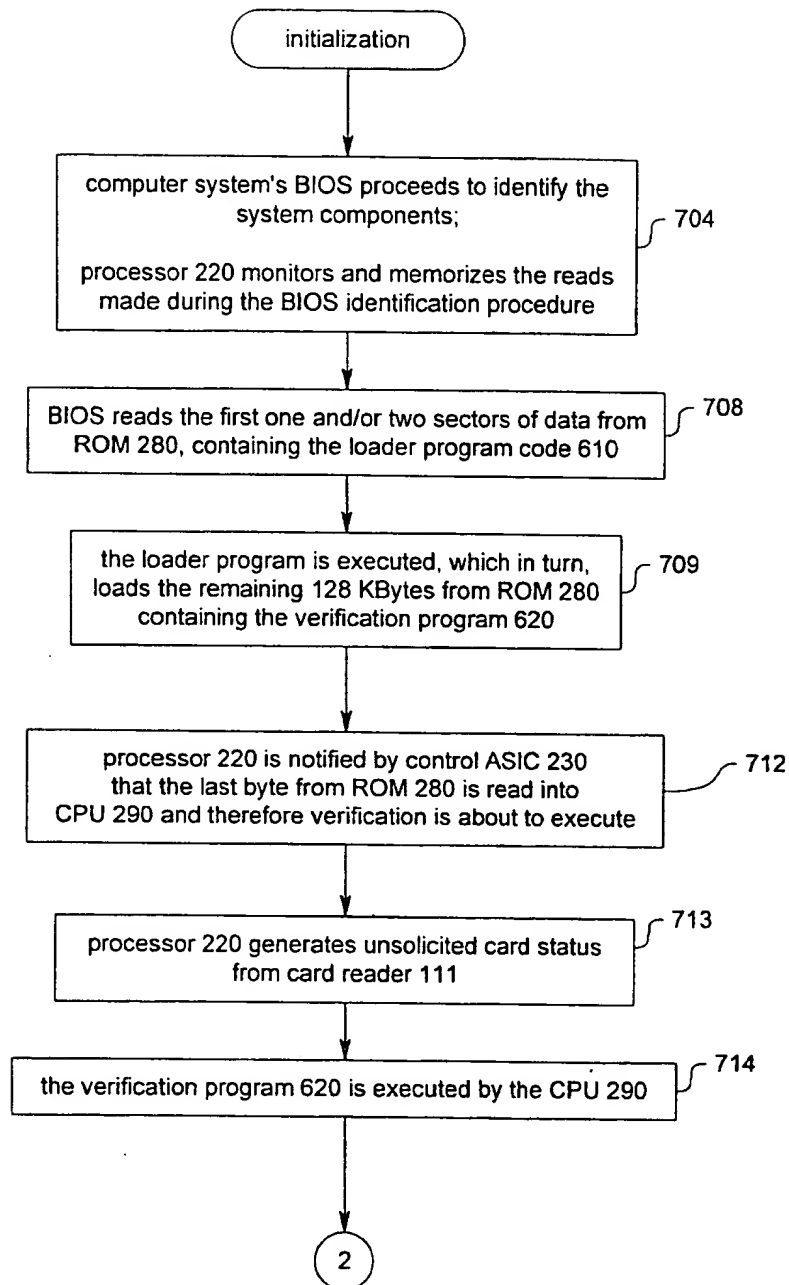 initialization
computer system's BIOS proceeds to identify the
system components;
704
processor 220 monitors and memorizes the reads
made during the BIOS identification procedure
BIOS reads the first one and/or two sectors of data from
ROM 280, containing the loader program code 610
708
the loader program is executed, which in turn,
loads the remaining 128 KBytes from ROM 280
containing the verification program 620
709
processor 220 is notified by control ASIC 230
that the last byte from ROM 280 is read into
CPU 290 and therefore verification is about to execute
712
processor 220 generates unsolicited card status
from card reader 111
713
the verification program 620 is executed by the CPU 290
714
2